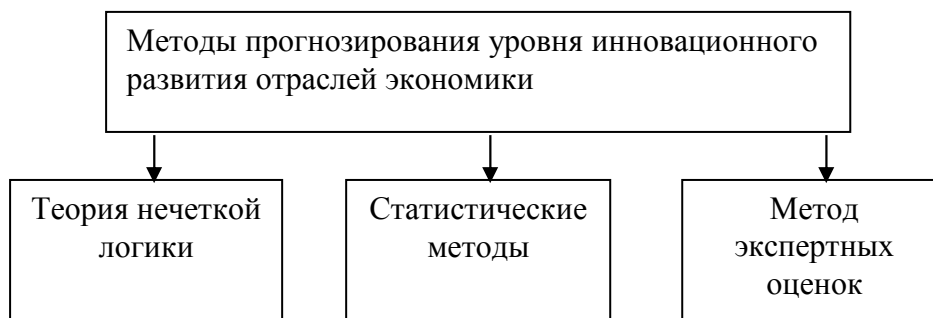 Методы прогнозирования уровня инновационного
развития отраслей экономики
Теория нечеткой
логики
Статистические
методы
Метод
экспертных
оценок